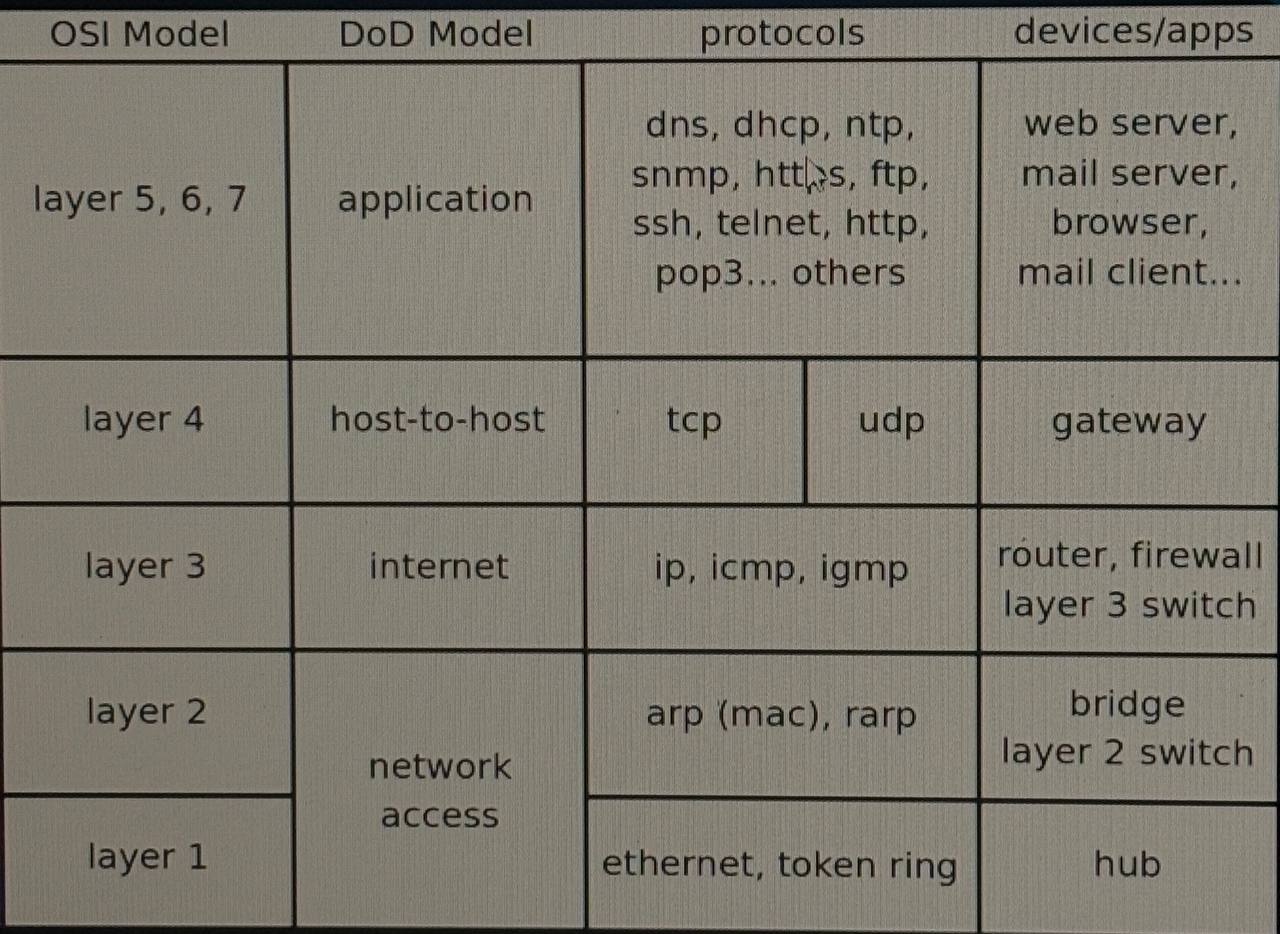 OSI Model DoD Model protocols devices/apps
layer 5, 6, 7
application
dns, dhcp, ntp,
snmp, https, ftp,
ssh, telnet, http,
pop3... others
web server,
mail server,
browser,
mail client...
layer 4
host-to-host
tcp
udp
gateway
layer 3
internet
ip, icmp, igmp
router, firewall
layer 3 switch
layer 2
network
access
arp (mac), rarp
bridge
layer 2 switch
layer 1
ethernet, token ring
hub